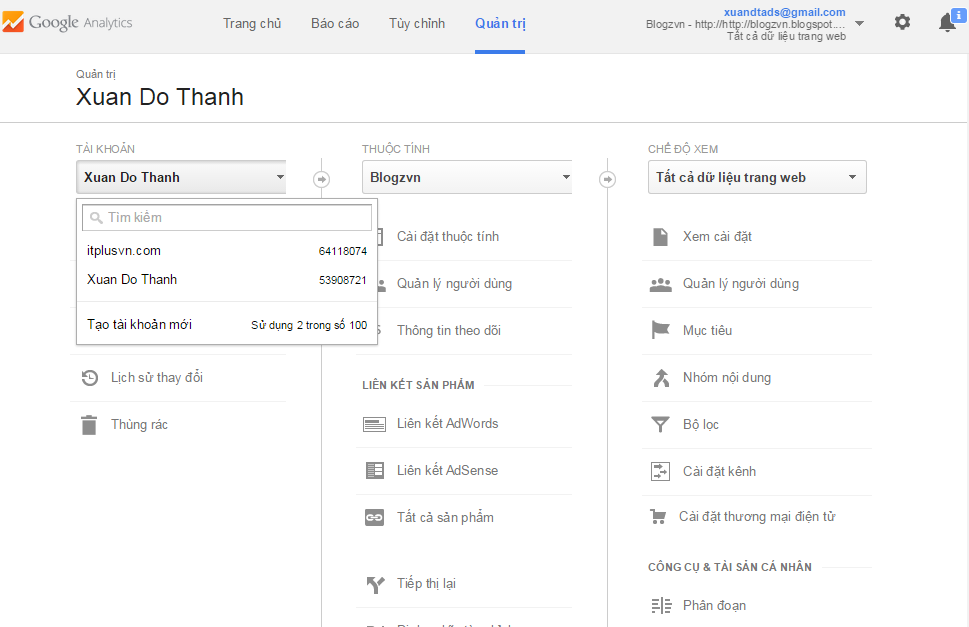 Google Analytics
Trang chủ
Báo cáo
Tùy chỉnh
Quản trị
xuandtads@gmail.com
Blogzvn - http://http://blogzvn.blogspot....
Tất cả dữ liệu trang web
i
Quản trị
Xuan Do Thanh
TÀI KHOẢN
Xuan Do Thanh
Tìm kiếm
itplusvn.com 64118074
Xuan Do Thanh 53908721
Tạo tài khoản mới Sử dụng 2 trong số 100
Lịch sử thay đổi
Thùng rác
THUỘC TÍNH
Blogzvn
Cài đặt thuộc tính
Quản lý người dùng
Thông tin theo dõi
LIÊN KẾT SẢN PHẨM
Liên kết AdWords
Liên kết AdSense
Tất cả sản phẩm
Tiếp thị lại
CHẾ ĐỘ XEM
Tất cả dữ liệu trang web
Xem cài đặt
Quản lý người dùng
Mục tiêu
Nhóm nội dung
Bộ lọc
Cài đặt kênh
Cài đặt thương mại điện tử
CÔNG CỤ & TÀI SẢN CÁ NHÂN
Phân đoạn